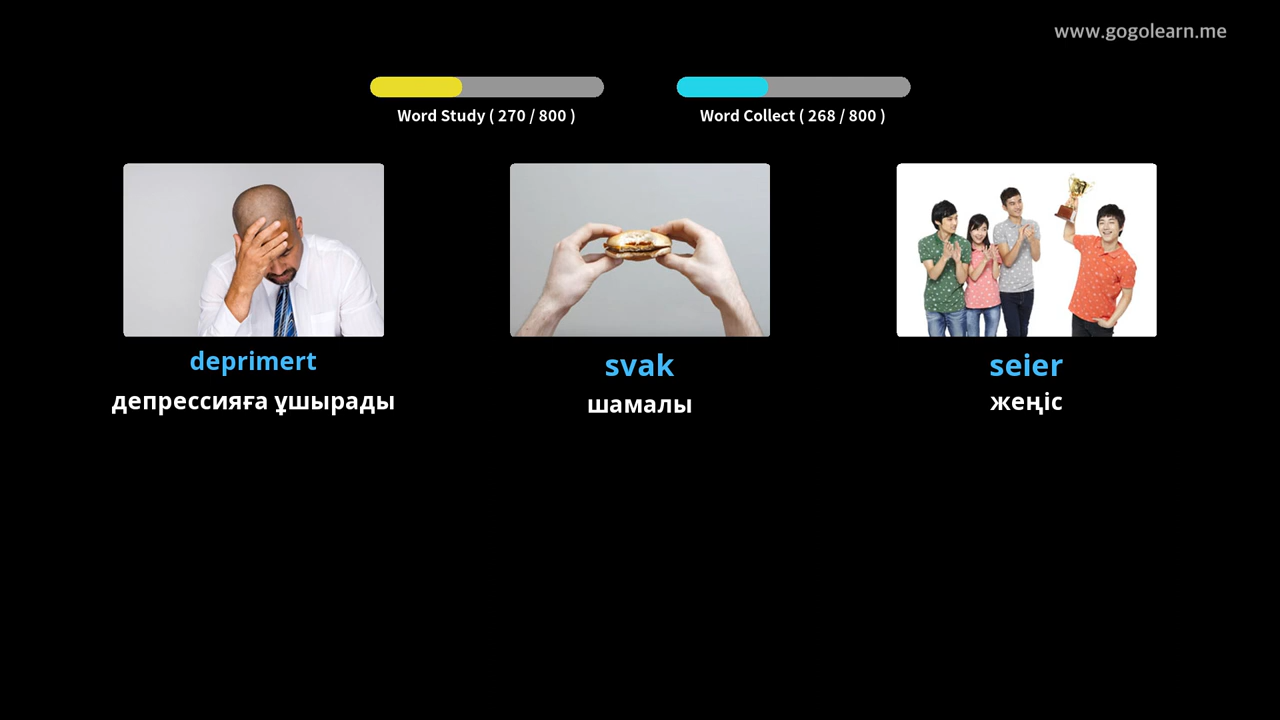 www.gogolearn.me
Word Study ( 270 / 800 )
Word Collect ( 268 / 800 )
deprimert
депрессияға ұшырады
svak
шамалы
seier
жеңіс